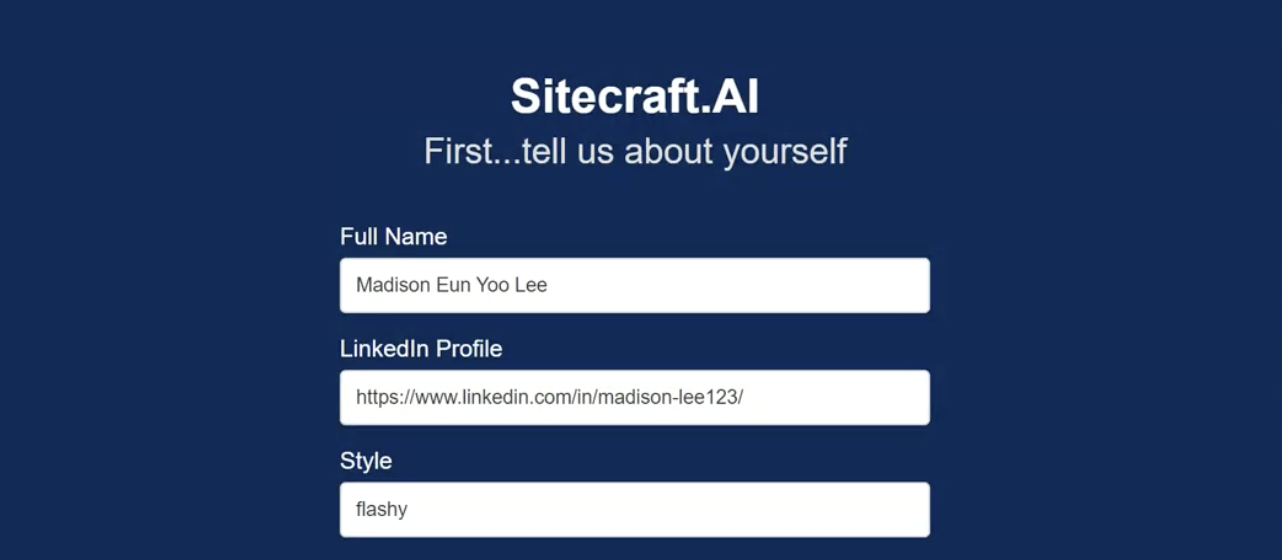 Sitecraft.AI
First...tell us about yourself
Full Name
Madison Eun Yoo Lee
LinkedIn Profile
https://www.linkedin.com/in/madison-lee123/
Style
flashy